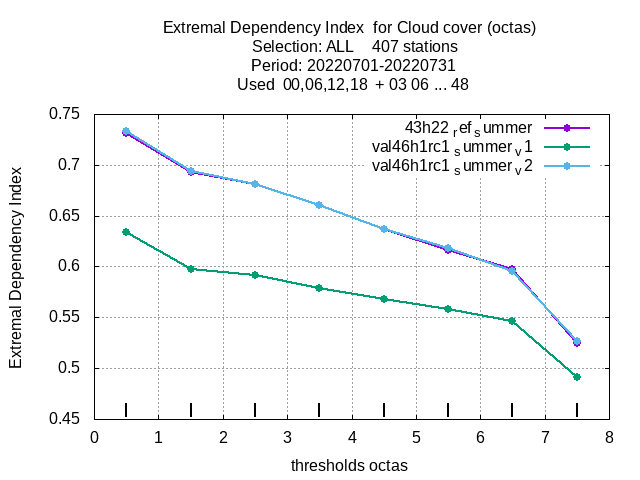 Extremal Dependency Index for Cloud cover (octas)
Selection: ALL 407 stations
Period: 20220701-20220731
Used 00,06,12,18 + 03 06 ... 48
0.75
0.7
0.65
0.6
0.55
0.5
0.45
Extremal Dependency Index
43h22 ref summer
val46h1rc1 summer v1
val46h1rc1 summer v2
0 1 2 3 4 5 6 7 8
thresholds octas